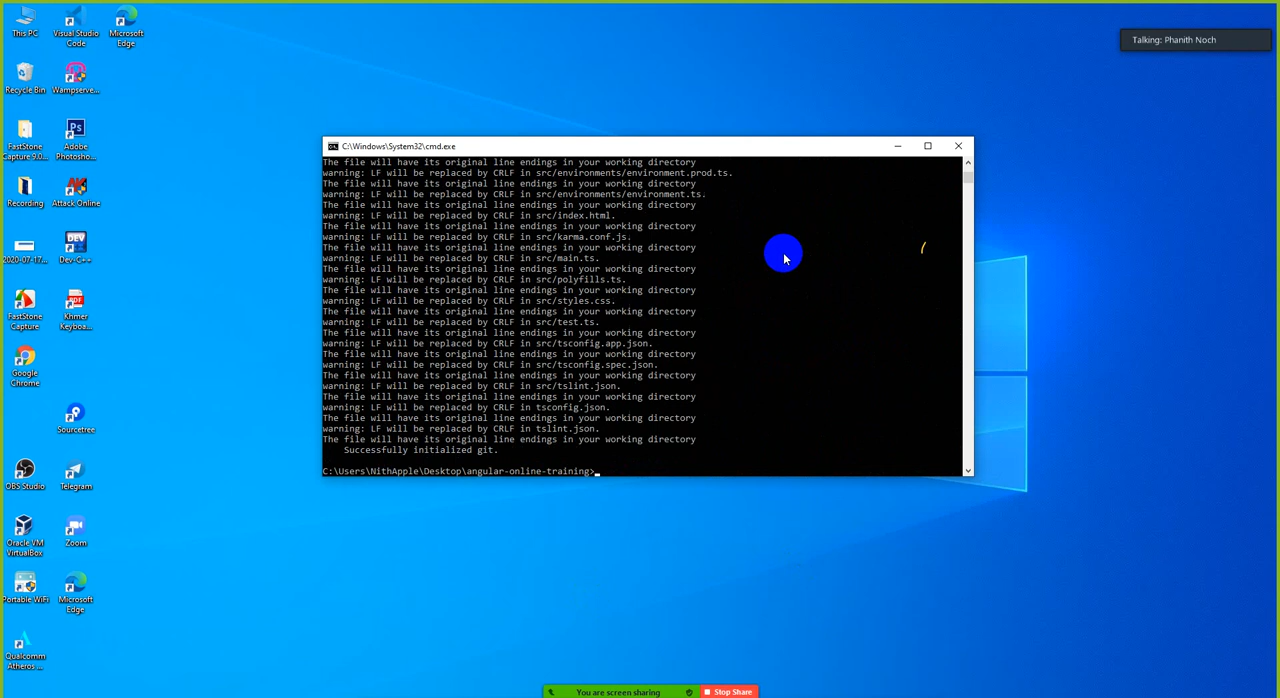 This PC
Visual Studio
Code
Microsoft
Edge
Talking: Phanith Noch
Recycle Bin
Wampserve...
FastStone
Capture 9.0...
Adobe
Photosho...
Recording
Attack Online
2020-07-17...
Dev-C++
FastStone
Capture
Khmer
Keyboa...
Google
Chrome
Sourcetree
OBS Studio
Telegram
Oracle VM
VirtualBox
Zoom
Portable WiFi
Microsoft
Edge
Qualcomm
Atheros ...
C:\Windows\System32\cmd.exe
The file will have its original line endings in your working directory
warning: LF will be replaced by CRLF in src/environments/environment.prod.ts.
The file will have its original line endings in your working directory
warning: LF will be replaced by CRLF in src/environments/environment.ts.
The file will have its original line endings in your working directory
warning: LF will be replaced by CRLF in src/index.html.
The file will have its original line endings in your working directory
warning: LF will be replaced by CRLF in src/karma.conf.js.
The file will have its original line endings in your working directory
warning: LF will be replaced by CRLF in src/main.ts.
The file will have its original line endings in your working directory
warning: LF will be replaced by CRLF in src/polyfills.ts.
The file will have its original line endings in your working directory
warning: LF will be replaced by CRLF in src/styles.css.
The file will have its original line endings in your working directory
warning: LF will be replaced by CRLF in src/test.ts.
The file will have its original line endings in your working directory
warning: LF will be replaced by CRLF in src/tsconfig.app.json.
The file will have its original line endings in your working directory
warning: LF will be replaced by CRLF in src/tsconfig.spec.json.
The file will have its original line endings in your working directory
warning: LF will be replaced by CRLF in src/tslint.json.
The file will have its original line endings in your working directory
warning: LF will be replaced by CRLF in tsconfig.json.
The file will have its original line endings in your working directory
warning: LF will be replaced by CRLF in tslint.json.
The file will have its original line endings in your working directory
Successfully initialized git.
C:\Users\NithApple\Desktop\angular-online-training>
You are screen sharing
Stop Share